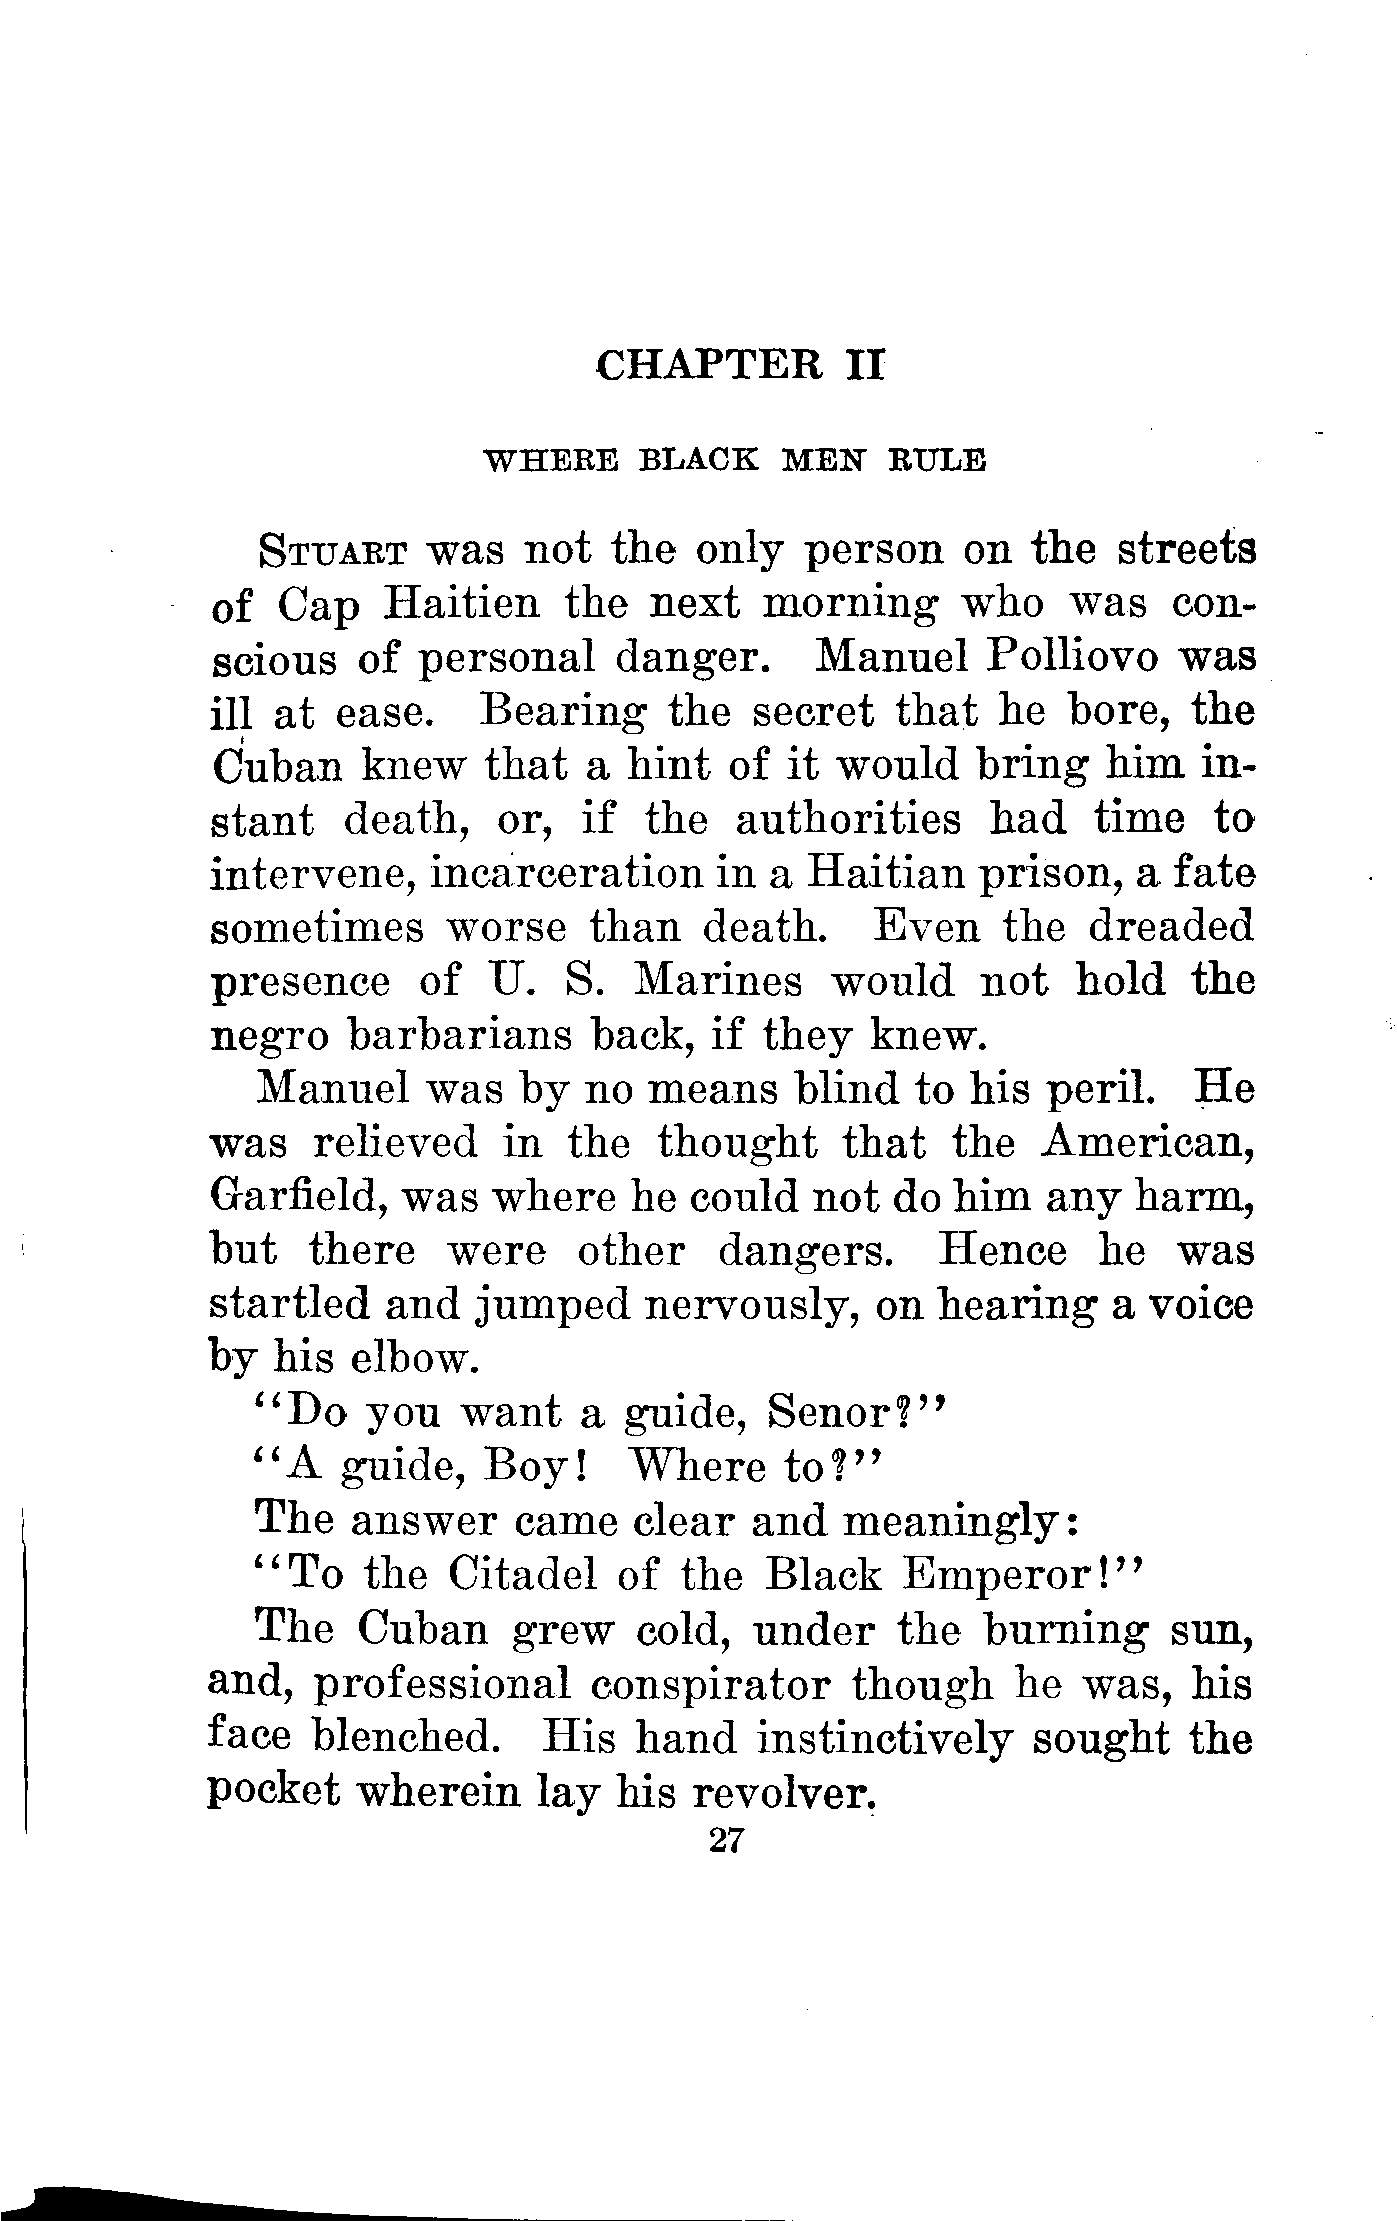 CHAPTER II
WHERE BLACK MEN RULE
STUART was not the only person on the streets
of Cap Haitien the next morning who was con-
scious of personal danger. Manuel Polliovo was
ill at ease. Bearing the secret that he bore, the
Cuban knew that a hint of it would bring him in-
stant death, or, if the authorities had time to
intervene, incarceration in a Haitian prison, a fate
sometimes worse than death. Even the dreaded
presence of U. S. Marines would not hold the
negro barbarians back, if they knew.
Manuel was by no means blind to his peril. He
was relieved in the thought that the American,
Garfield, was where he could not do him any harm,
but there were other dangers. Hence he was
startled and jumped nervously, on hearing a voice
by his elbow.
"Do you want a guide, Senor?"
"A guide, Boy! Where to?"
The answer came clear and meaningly:
"To the Citadel of the Black Emperor!"
The Cuban grew cold, under the burning sun,
and, professional conspirator though he was, his
face blenched. His hand instinctively sought the
pocket wherein lay his revolver.
27